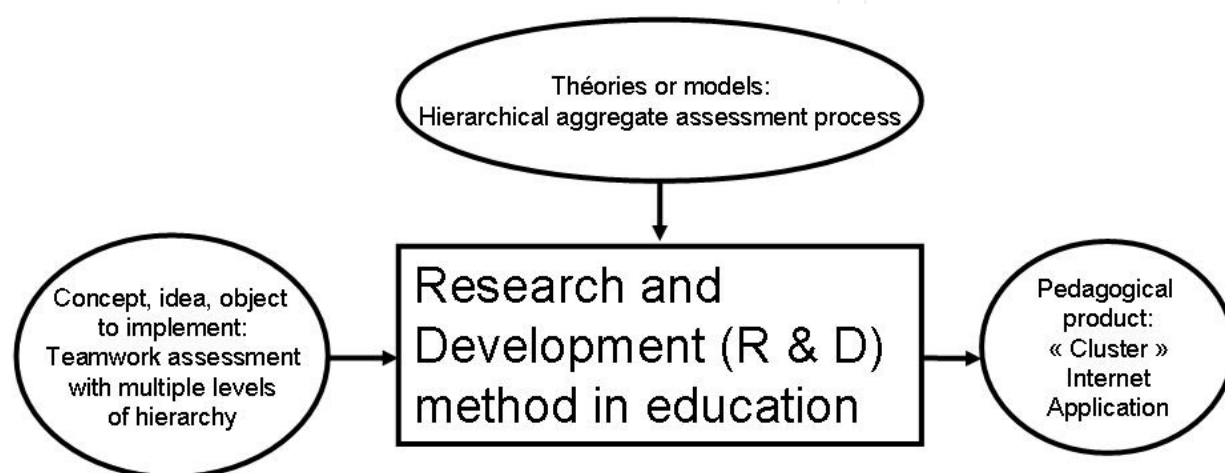 Théories or models:
Hierarchical aggregate assessment process
Concept, idea, object
to implement:
Teamwork assessment
with multiple levels
of hierarchy
Research and
Development (R & D)
method in education
Pedagogical
product:
« Cluster »
Internet
Application